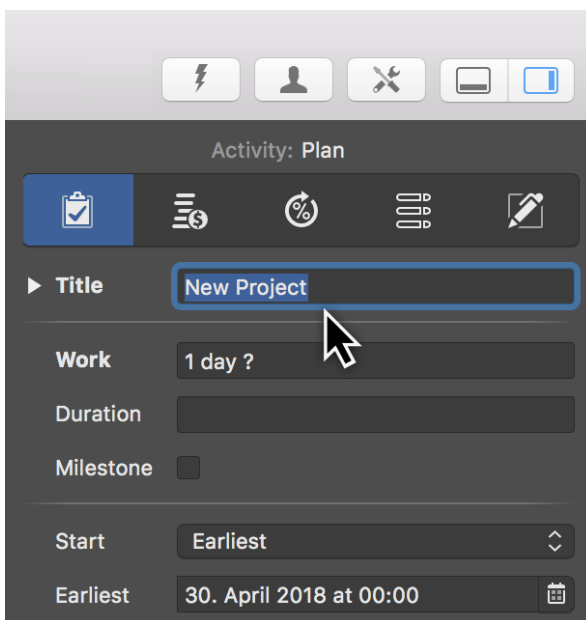 Activity: Plan
Title New Project
Work 1 day ?
Duration
Milestone
Start Earliest
Earliest 30. April 2018 at 00:00